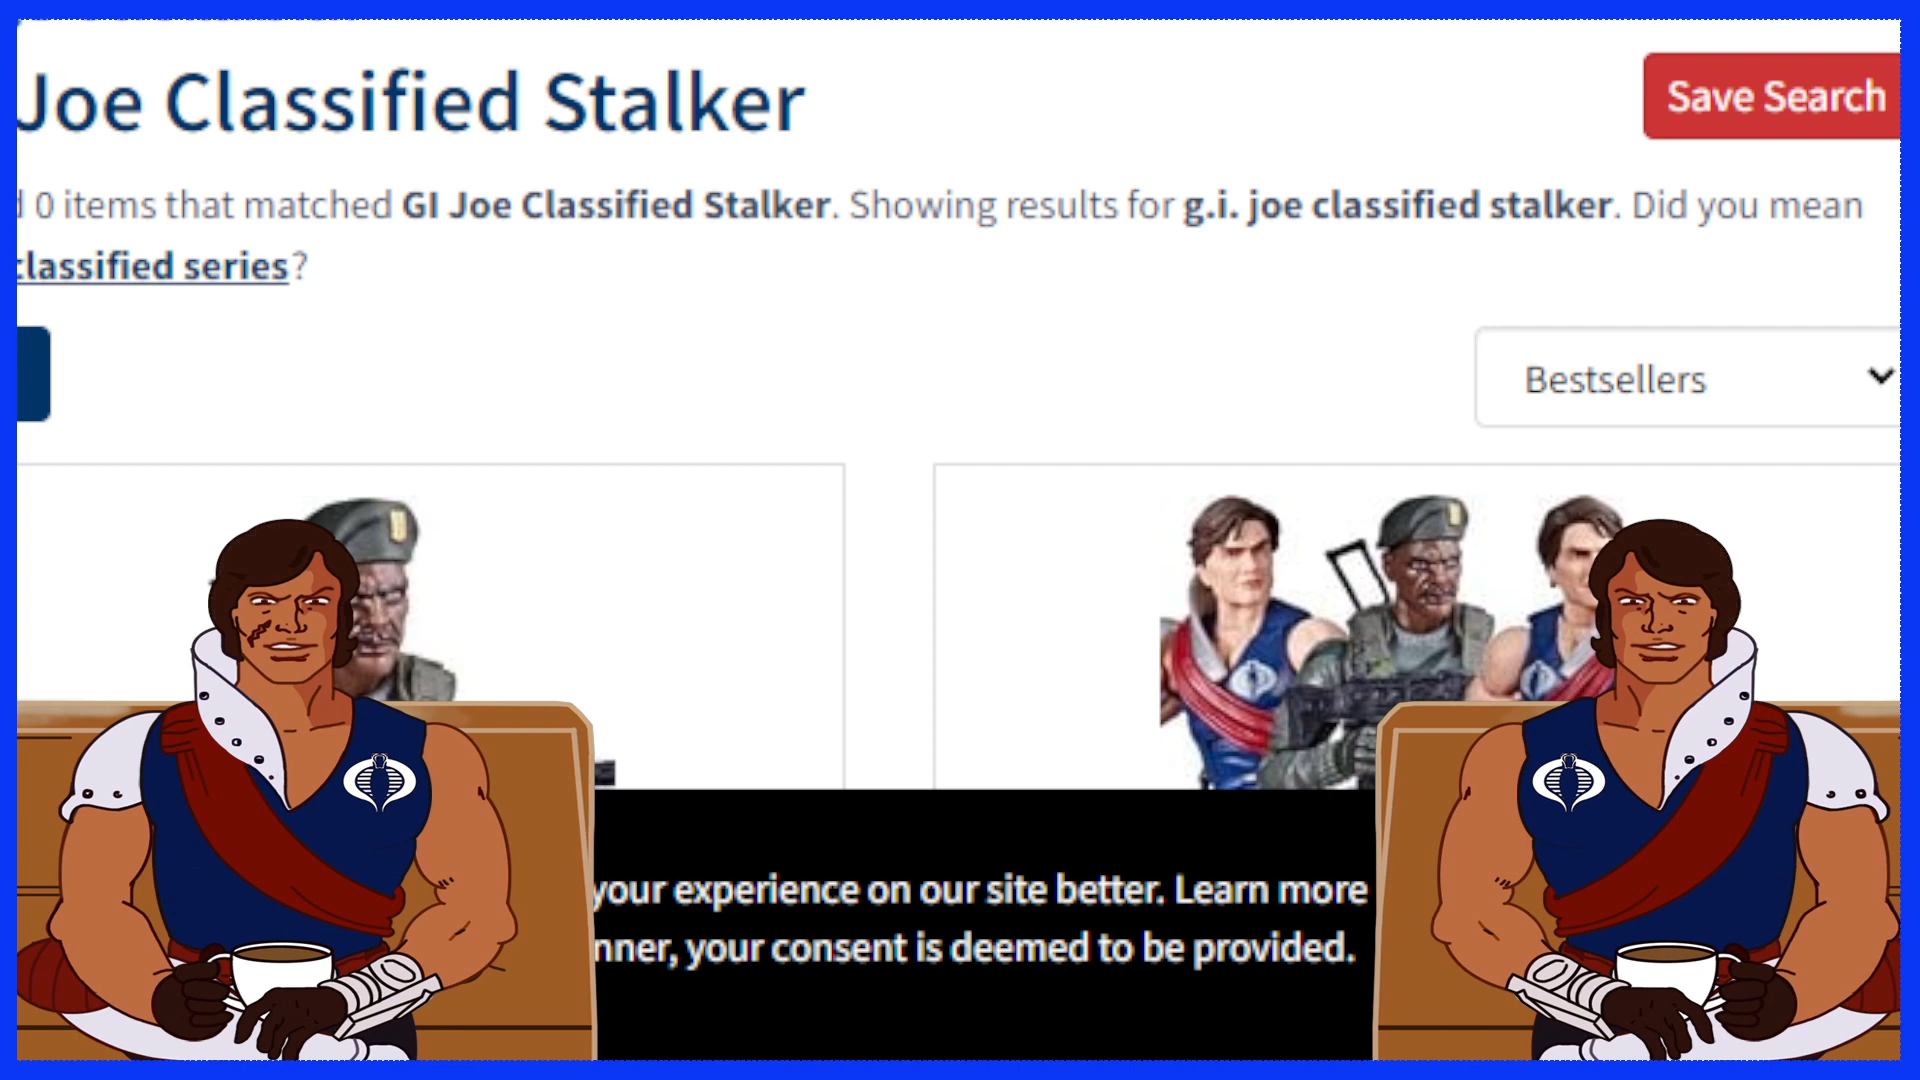 Joe Classified Stalker
Save Search
0 items that matched GI Joe Classified Stalker. Showing results for g.i. joe classified stalker. Did you mean
classified series?
Bestsellers
your experience on our site better. Learn more
nner, your consent is deemed to be provided.